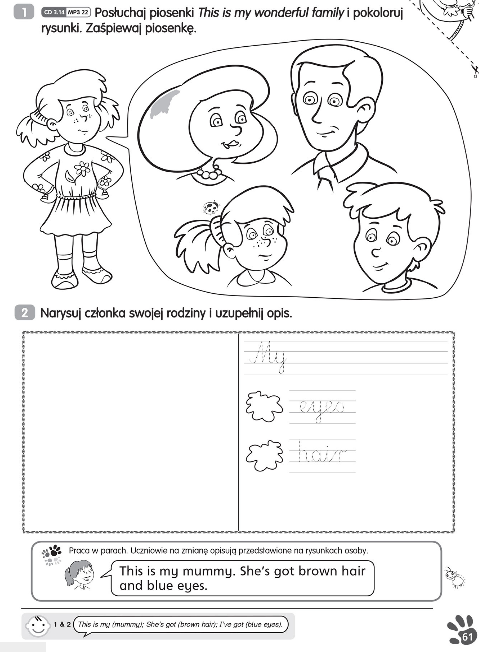 1 CD 3.14 MP3 22 Posłuchaj piosenki This is my wonderful family i pokoloruj
rysunki. Zaśpiewaj piosenkę.
2 Narysuj członka swojej rodziny i uzupełnij opis.
My
eyes
hair
Praca w parach. Uczniowie na zmianę opisują przedstawione na rysunkach osoby.
This is my mummy. She's got brown hair
and blue eyes.
1 & 2 This is my (mummy); She's got (brown hair); I've got (blue eyes).
61